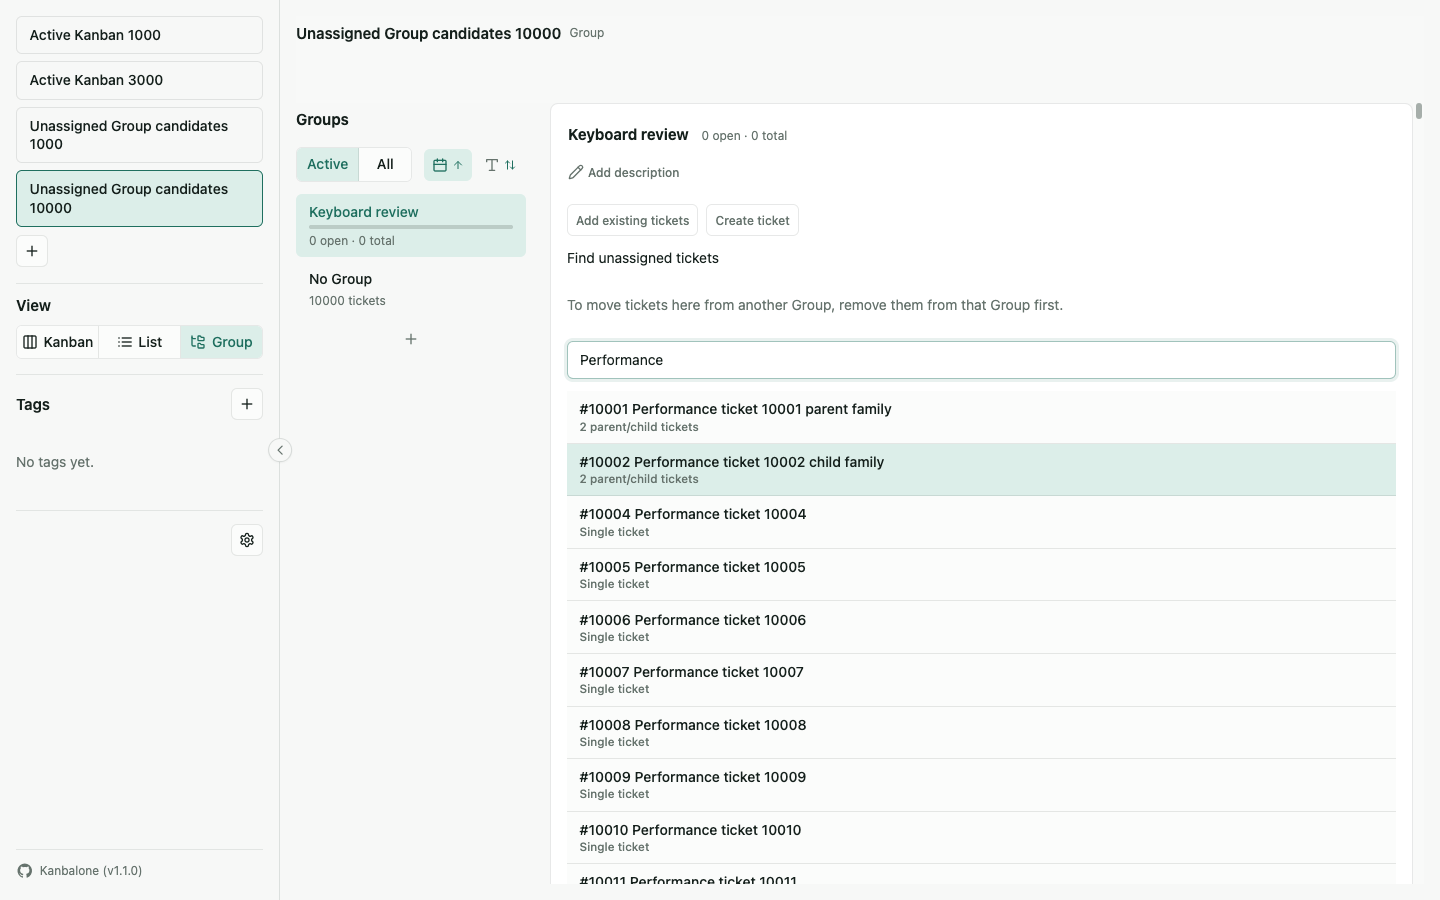 Active Kanban 1000
Active Kanban 3000
Unassigned Group candidates
1000
Unassigned Group candidates
10000
View
Kanban
List
Group
Tags
No tags yet.
Kanbalone (v1.1.0)
Unassigned Group candidates 10000 Group
Groups
Active
All
Keyboard review
0 open · 0 total
No Group
10000 tickets
Keyboard review 0 open · 0 total
Add description
Add existing tickets
Create ticket
Find unassigned tickets
To move tickets here from another Group, remove them from that Group first.
Performance
#10001 Performance ticket 10001 parent family
2 parent/child tickets
#10002 Performance ticket 10002 child family
2 parent/child tickets
#10004 Performance ticket 10004
Single ticket
#10005 Performance ticket 10005
Single ticket
#10006 Performance ticket 10006
Single ticket
#10007 Performance ticket 10007
Single ticket
#10008 Performance ticket 10008
Single ticket
#10009 Performance ticket 10009
Single ticket
#10010 Performance ticket 10010
Single ticket
#10011 Performance ticket 10011